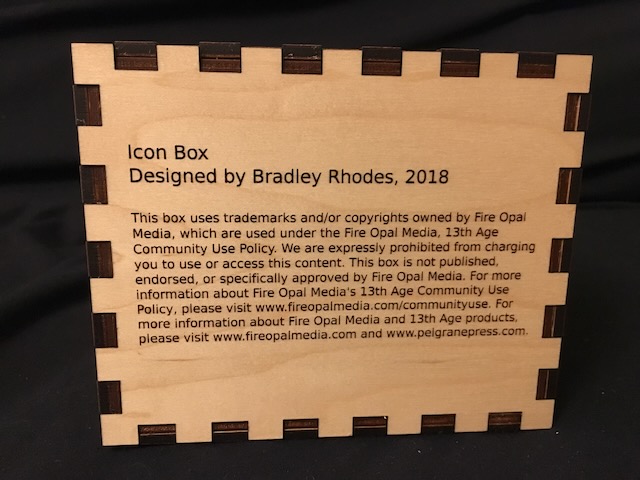 Icon Box
Designed by Bradley Rhodes, 2018
This box uses trademarks and/or copyrights owned by Fire Opal
Media, which are used under the Fire Opal Media, 13th Age
Community Use Policy. We are expressly prohibited from charging
you to use or access this content. This box is not published,
endorsed, or specifically approved by Fire Opal Media. For more
information about Fire Opal Media's 13th Age Community Use
Policy, please visit www.fireopalmedia.com/communityuse. For
more information about Fire Opal Media and 13th Age products,
please visit www.fireopalmedia.com and www.pelgranepress.com.